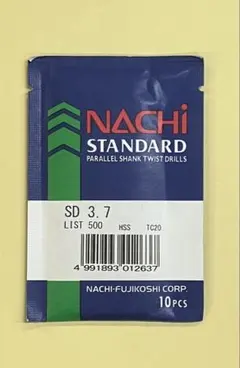 NACHi
STANDARD
PARALLEL SHANK TWIST DRILLS
SD 3.7
LIST 500 HSS TC20
4 991893 012637
NACHI-FUJIKOSHI CORP.
10PCS